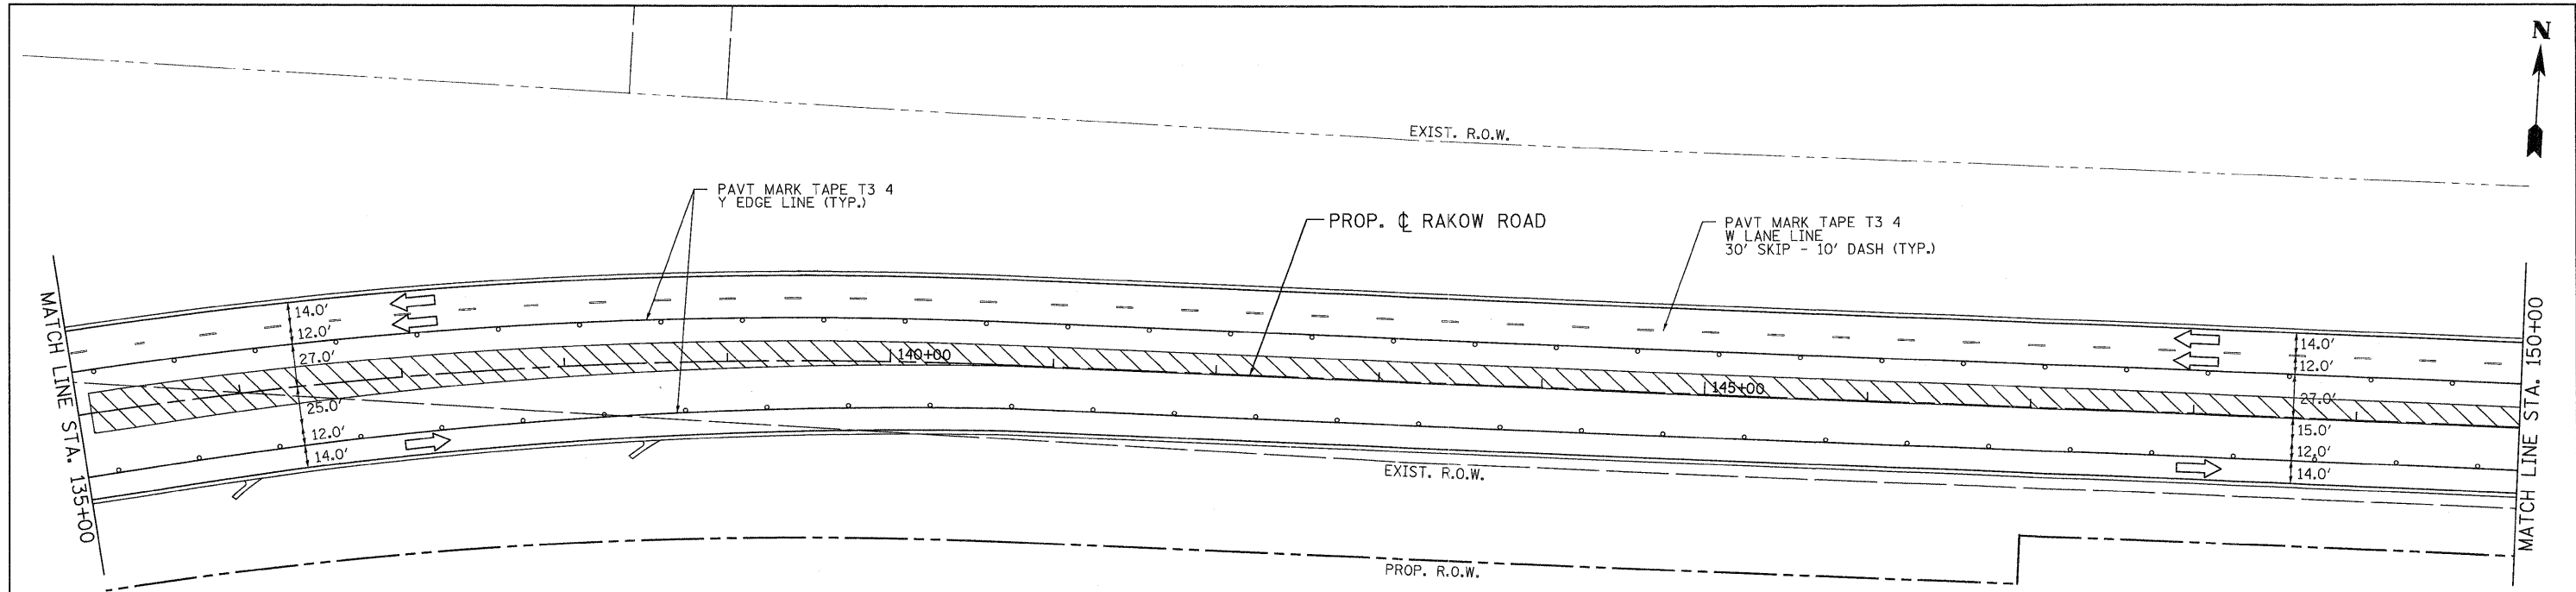 N
EXIST. R.O.W.
PAVT MARK TAPE T3 4
Y EDGE LINE (TYP.)
PROP. ℄ RAKOW ROAD
PAVT MARK TAPE T3 4
W LANE LINE
30' SKIP - 10' DASH (TYP.)
MATCH LINE STA. 135+00
14.0'
12.0'
27.0'
25.0'
12.0'
14.0'
140+00
145+00
14.0'
12.0'
27.0'
15.0'
12.0'
14.0'
MATCH LINE STA. 150+00
EXIST. R.O.W.
PROP. R.O.W.